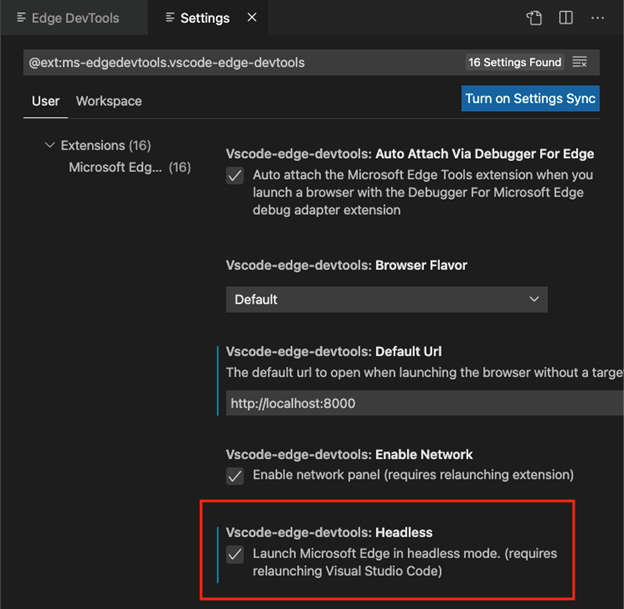 Edge DevTools
Settings
@ext:ms-edgedevtools.vscode-edge-devtools
16 Settings Found
User
Workspace
Turn on Settings Sync
Extensions (16)
Microsoft Edg... (16)
Vscode-edge-devtools: Auto Attach Via Debugger For Edge
Auto attach the Microsoft Edge Tools extension when you
launch a browser with the Debugger For Microsoft Edge
debug adapter extension
Vscode-edge-devtools: Browser Flavor
Default
Vscode-edge-devtools: Default Url
The default url to open when launching the browser without a targe
http://localhost:8000
Vscode-edge-devtools: Enable Network
Enable network panel (requires relaunching extension)
Vscode-edge-devtools: Headless
Launch Microsoft Edge in headless mode. (requires
relaunching Visual Studio Code)